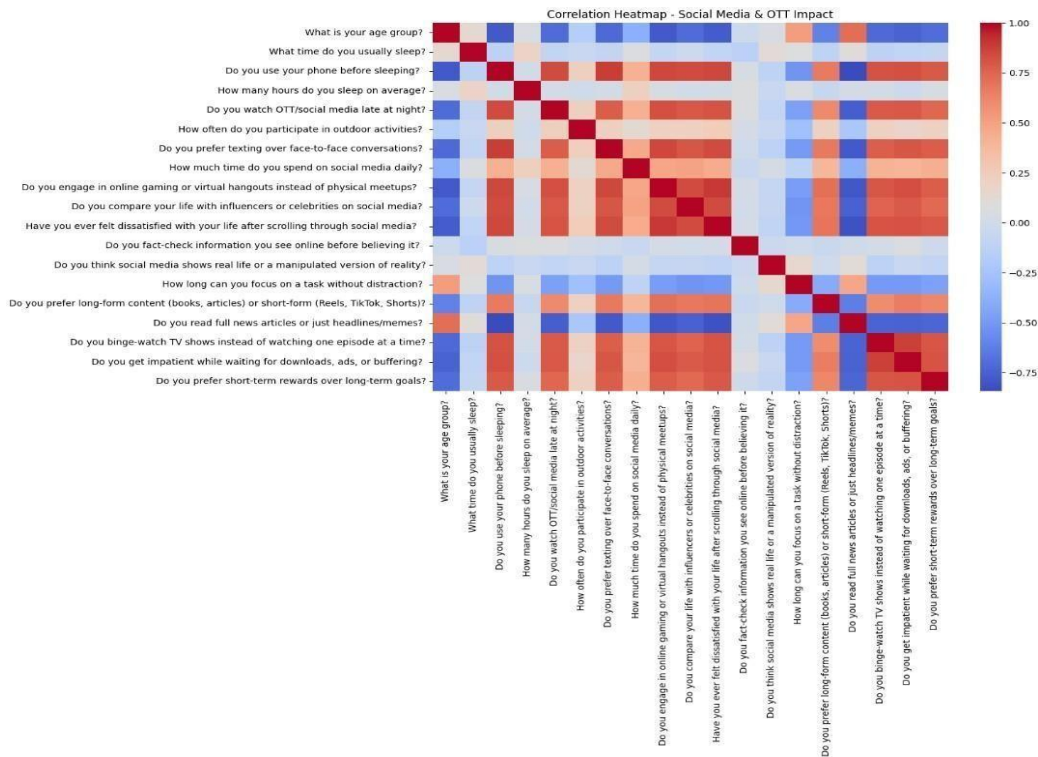 Correlation Heatmap - Social Media & OTT Impact
What is your age group?
What time do you usually sleep?
Do you use your phone before sleeping?
How many hours do you sleep on average?
Do you watch OTT/social media late at night?
How often do you participate in outdoor activities?
Do you prefer texting over face-to-face conversations?
How much time do you spend on social media daily?
Do you engage in online gaming or virtual hangouts instead of physical meetups?
Do you compare your life with influencers or celebrities on social media?
Have you ever felt dissatisfied with your life after scrolling through social media?
Do you fact-check information you see online before believing it?
Do you think social media shows real life or a manipulated version of reality?
How long can you focus on a task without distraction?
Do you prefer long-form content (books, articles) or short-form (Reels, TikTok, Shorts)?
Do you read full news articles or just headlines/memes?
Do you binge-watch TV shows instead of watching one episode at a time?
Do you get impatient while waiting for downloads, ads, or buffering?
Do you prefer short-term rewards over long-term goals?
What is your age group?
What time do you usually sleep?
Do you use your phone before sleeping?
How many hours do you sleep on average?
Do you watch OTT/social media late at night?
How often do you participate in outdoor activities?
Do you prefer texting over face-to-face conversations?
How much time do you spend on social media daily?
Do you engage in online gaming or virtual hangouts instead of physical meetups?
Do you compare your life with influencers or celebrities on social media?
Have you ever felt dissatisfied with your life after scrolling through social media?
Do you fact-check information you see online before believing it?
Do you think social media shows real life or a manipulated version of reality?
How long can you focus on a task without distraction?
Do you prefer long-form content (books, articles) or short-form (Reels, TikTok, Shorts)?
Do you read full news articles or just headlines/memes?
Do you binge-watch TV shows instead of watching one episode at a time?
Do you get impatient while waiting for downloads, ads, or buffering?
Do you prefer short-term rewards over long-term goals?
1.00
0.75
0.50
0.25
0.00
−0.25
−0.50
−0.75